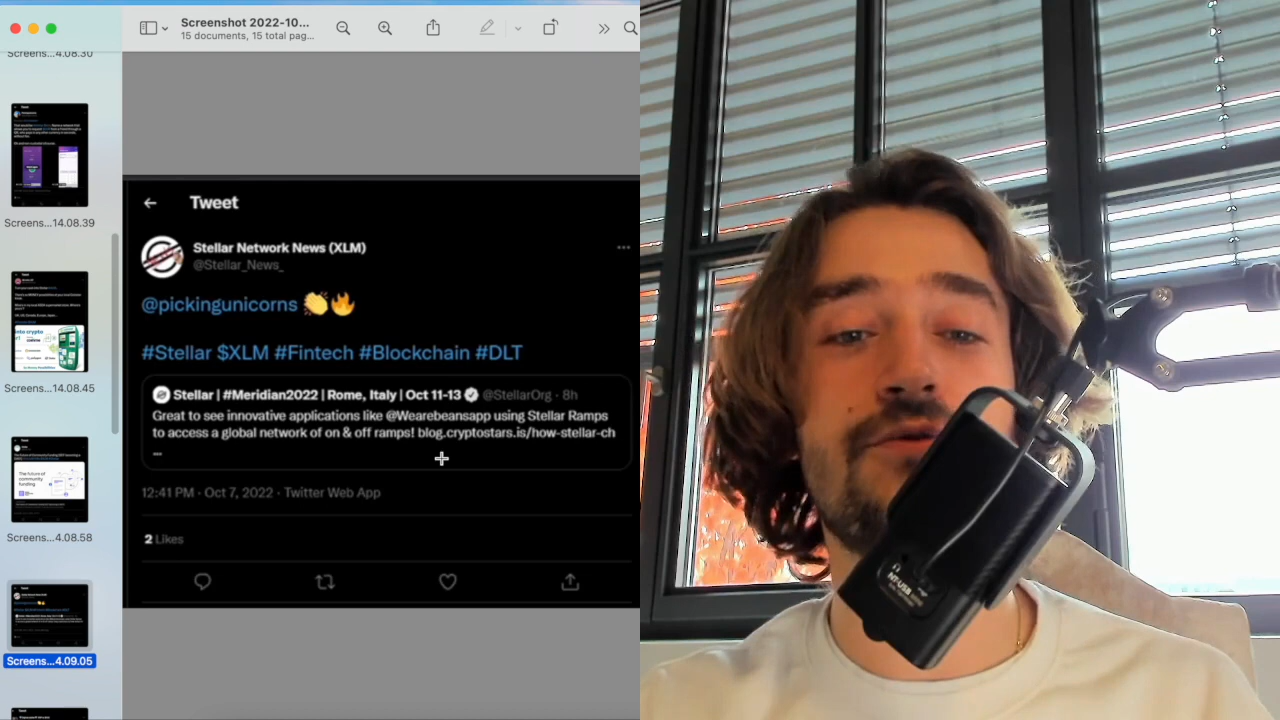 Screenshot 2022-10...
15 documents, 15 total pag...
Screens...4.08.30
Screens...14.08.39
Screens...14.08.45
Screens...4.08.58
Screens...4.09.05
Tweet
Stellar Network News (XLM)
@Stellar_News_
@pickingunicorns 👏🔥
#Stellar $XLM #Fintech #Blockchain #DLT
Stellar | #Meridian2022 | Rome, Italy | Oct 11-13 @StellarOrg · 8h
Great to see innovative applications like @Wearebeansapp using Stellar Ramps
to access a global network of on & off ramps! blog.cryptostars.is/how-stellar-ch
...
12:41 PM · Oct 7, 2022 · Twitter Web App
2 Likes
NT-USB